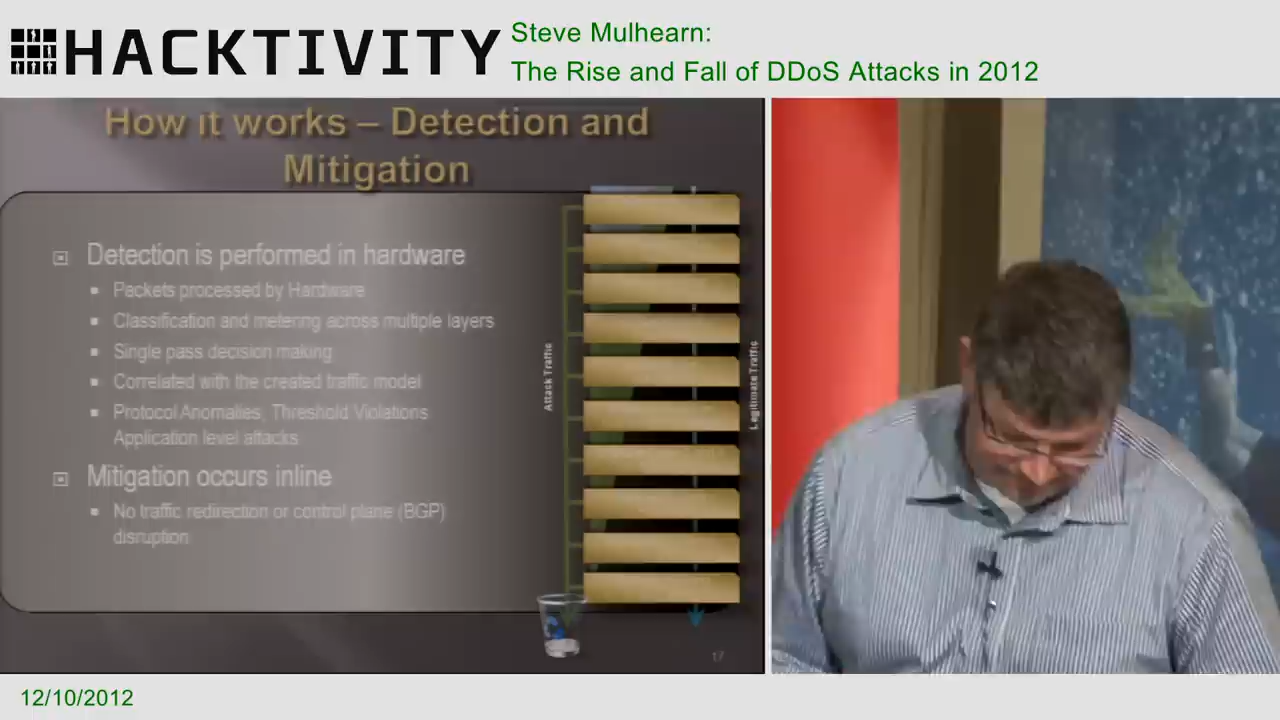 HACKTIVITY
Steve Mulhearn:
The Rise and Fall of DDoS Attacks in 2012
How it works – Detection and
Mitigation
Detection is performed in hardware
Packets processed by Hardware
Classification and metering across multiple layers
Single pass decision making
Correlated with the created traffic model
Protocol Anomalies, Threshold Violations
Application level attacks
Mitigation occurs inline
No traffic redirection or control plane (BGP)
disruption
Attack Traffic
Legitimate Traffic
17
12/10/2012